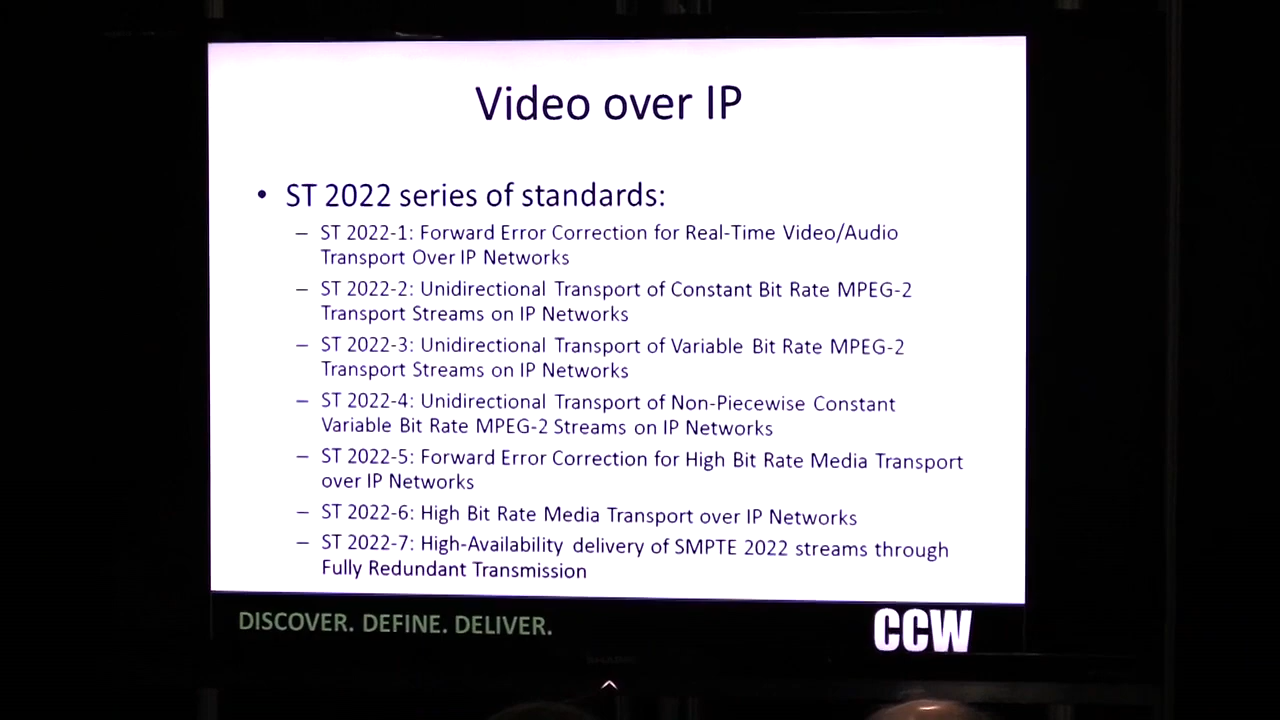 Video over IP
• ST 2022 series of standards:
– ST 2022-1: Forward Error Correction for Real-Time Video/Audio
Transport Over IP Networks
– ST 2022-2: Unidirectional Transport of Constant Bit Rate MPEG-2
Transport Streams on IP Networks
– ST 2022-3: Unidirectional Transport of Variable Bit Rate MPEG-2
Transport Streams on IP Networks
– ST 2022-4: Unidirectional Transport of Non-Piecewise Constant
Variable Bit Rate MPEG-2 Streams on IP Networks
– ST 2022-5: Forward Error Correction for High Bit Rate Media Transport
over IP Networks
– ST 2022-6: High Bit Rate Media Transport over IP Networks
– ST 2022-7: High-Availability delivery of SMPTE 2022 streams through
Fully Redundant Transmission
DISCOVER. DEFINE. DELIVER.
CCW